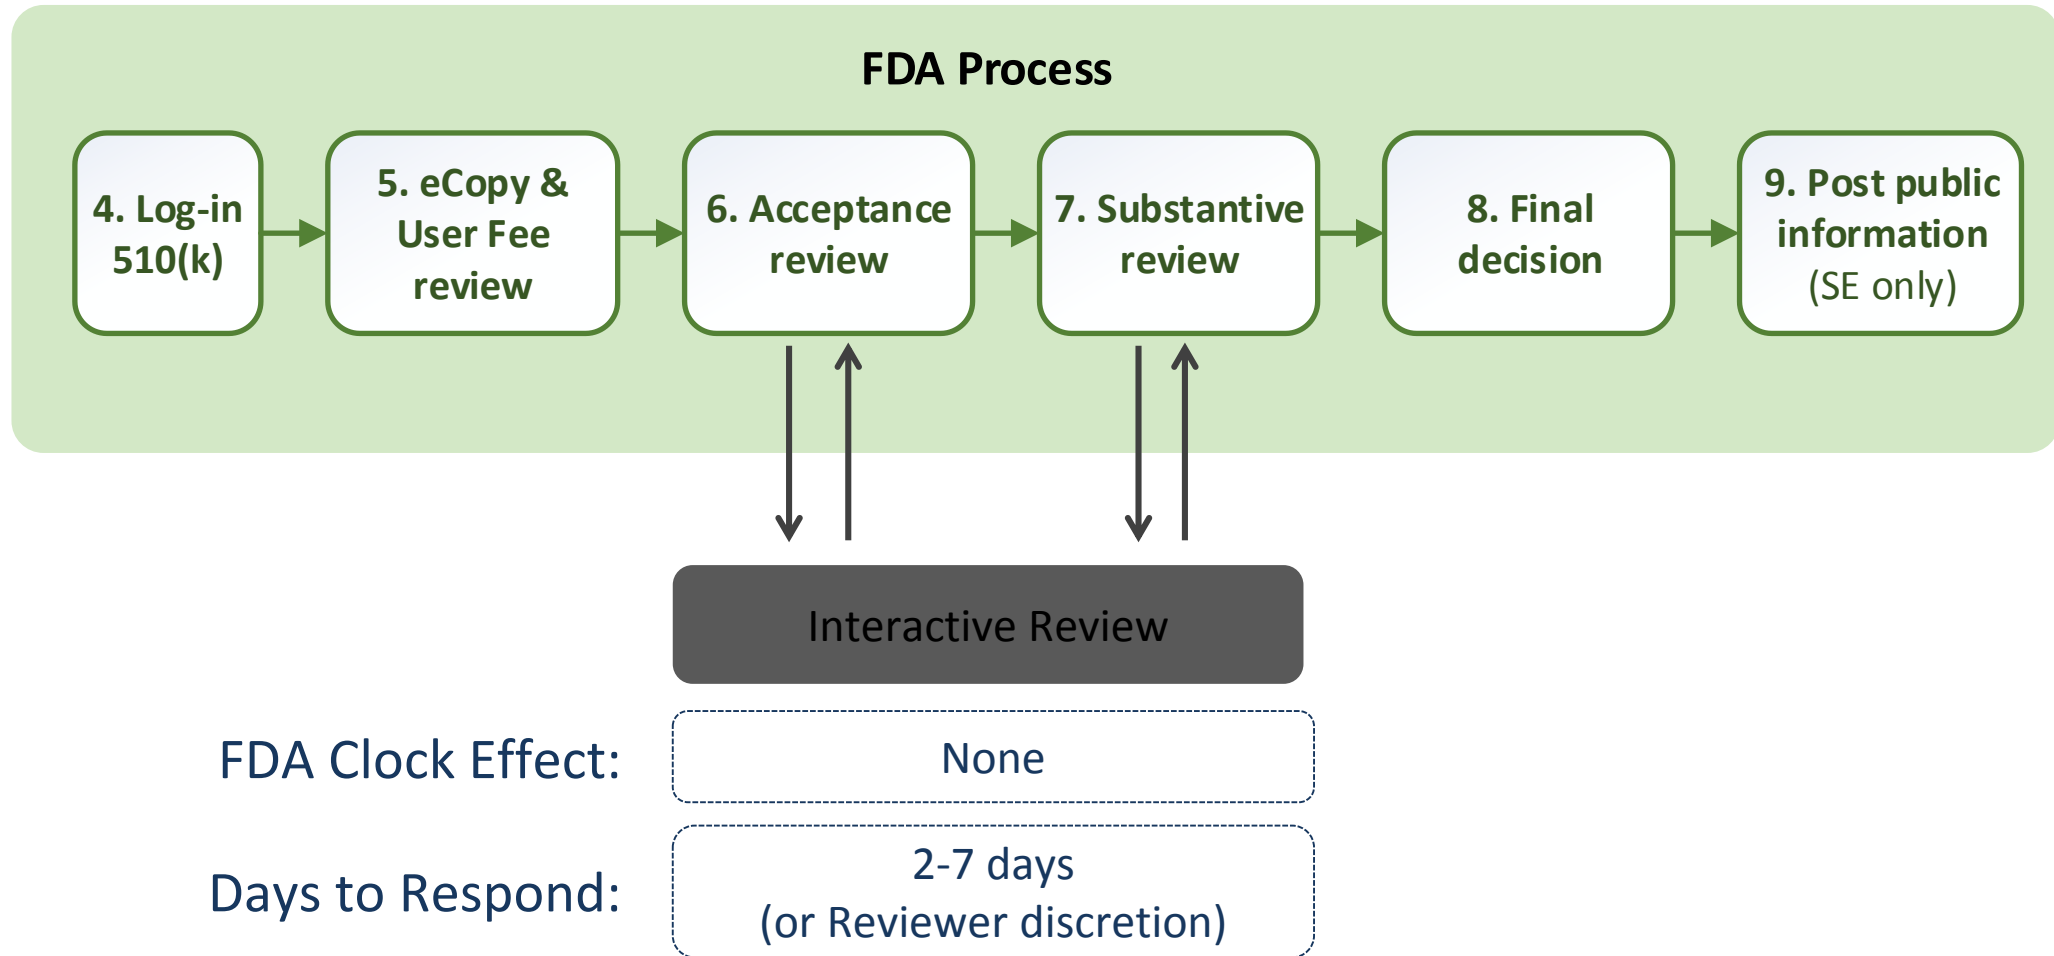 FDA Process
4. Log-in
510(k)
5. eCopy &
User Fee
review
6. Acceptance
review
7. Substantive
review
8. Final
decision
9. Post public
information
(SE only)
Interactive Review
FDA Clock Effect:
None
Days to Respond:
2-7 days
(or Reviewer discretion)